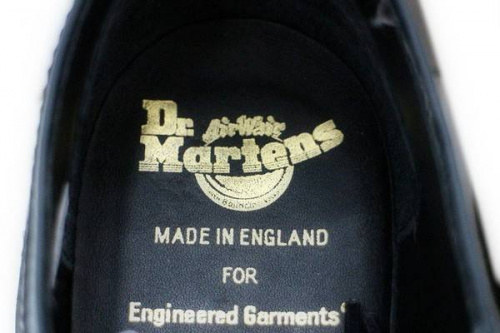 Dr.
AirWair
Martens
MADE IN ENGLAND
FOR
Engineered Garments